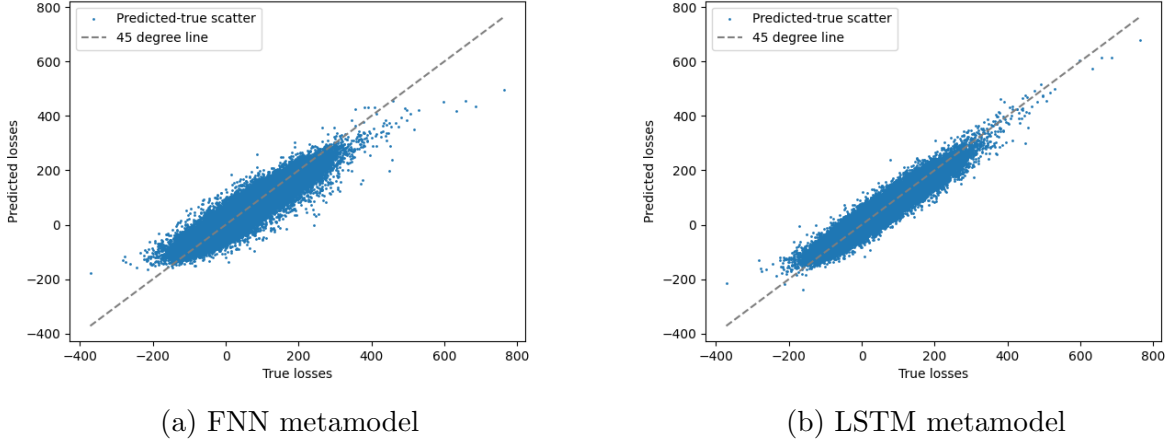 Predicted-true scatter
45 degree line
800
600
400
200
0
−200
−400
Predicted losses
−400 −200 0 200 400 600 800
True losses
(a) FNN metamodel
Predicted-true scatter
45 degree line
800
600
400
200
0
−200
−400
Predicted losses
−400 −200 0 200 400 600 800
True losses
(b) LSTM metamodel